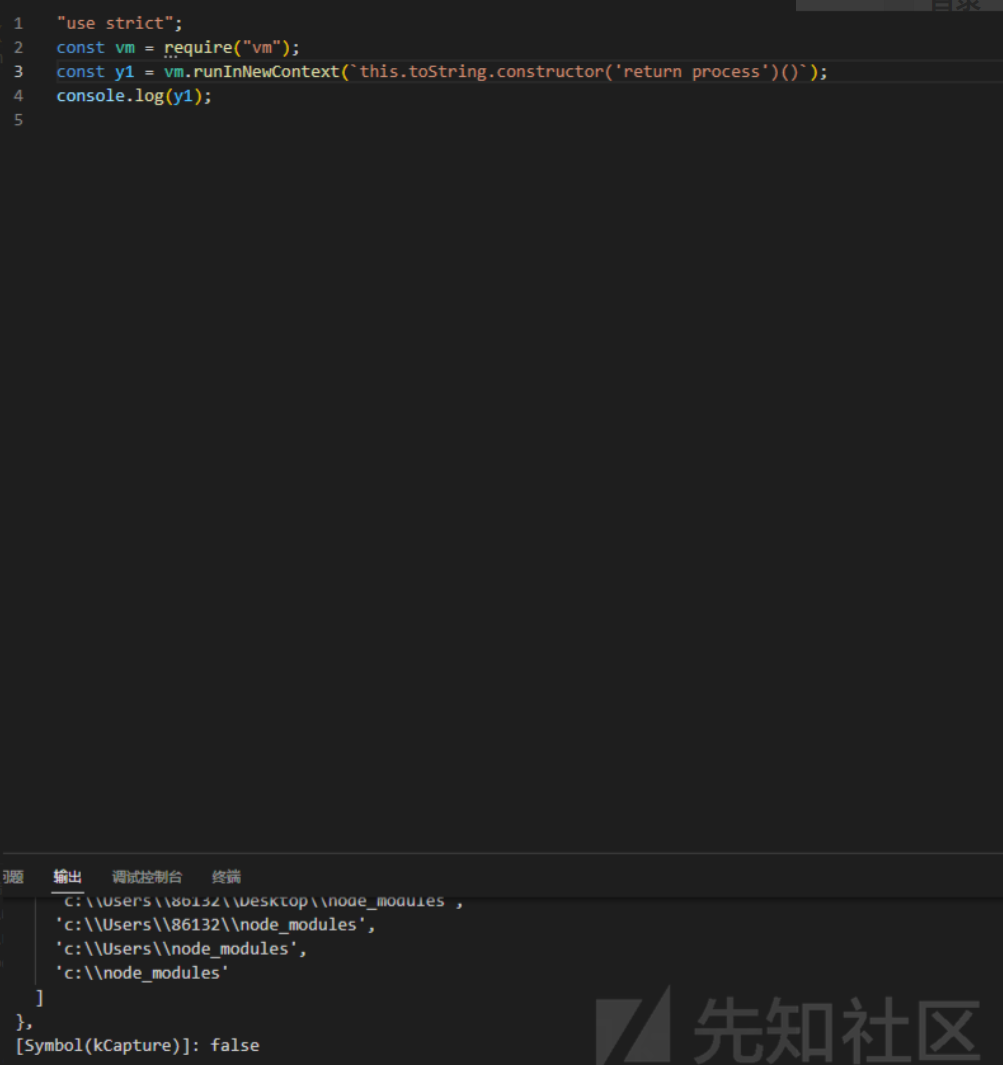 目录
1 "use strict";
2 const vm = require("vm");
3 const y1 = vm.runInNewContext(`this.toString.constructor('return process')()`);
4 console.log(y1);
5
问题 输出 调试控制台 终端
'c:\\Users\\86132\\Desktop\\node_modules',
'c:\\Users\\86132\\node_modules',
'c:\\Users\\node_modules',
'c:\\node_modules'
]
},
[Symbol(kCapture)]: false
先知社区